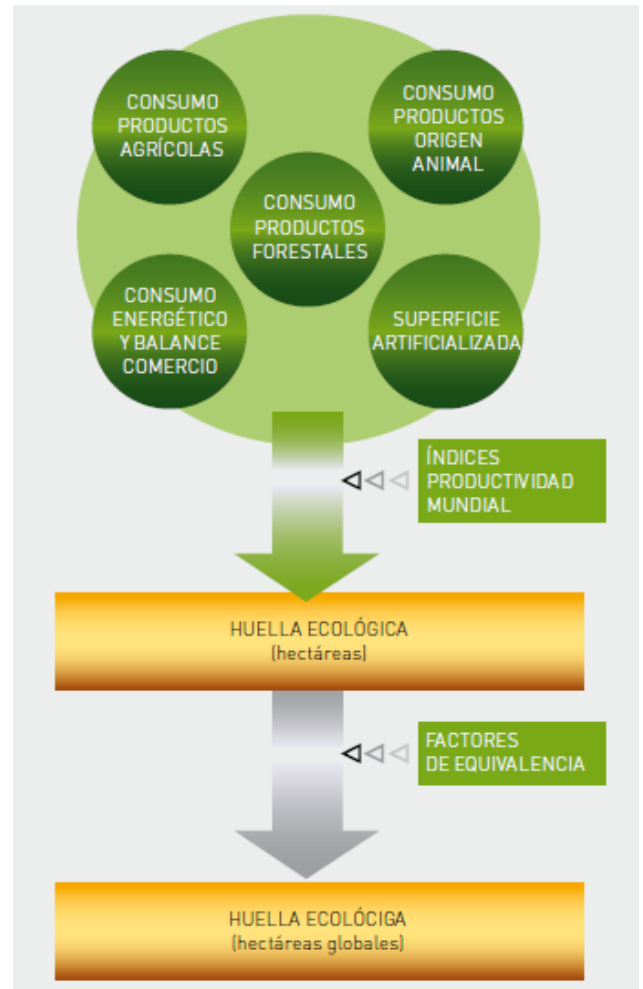 CONSUMO
PRODUCTOS
AGRÍCOLAS
CONSUMO
PRODUCTOS
ORIGEN
ANIMAL
CONSUMO
PRODUCTOS
FORESTALES
CONSUMO
ENERGÉTICO
Y BALANCE
COMERCIO
SUPERFICIE
ARTIFICIALIZADA
ÍNDICES
PRODUCTIVIDAD
MUNDIAL
HUELLA ECOLÓGICA
(hectáreas)
FACTORES
DE EQUIVALENCIA
HUELLA ECOLÓCIGA
(hectáreas globales)